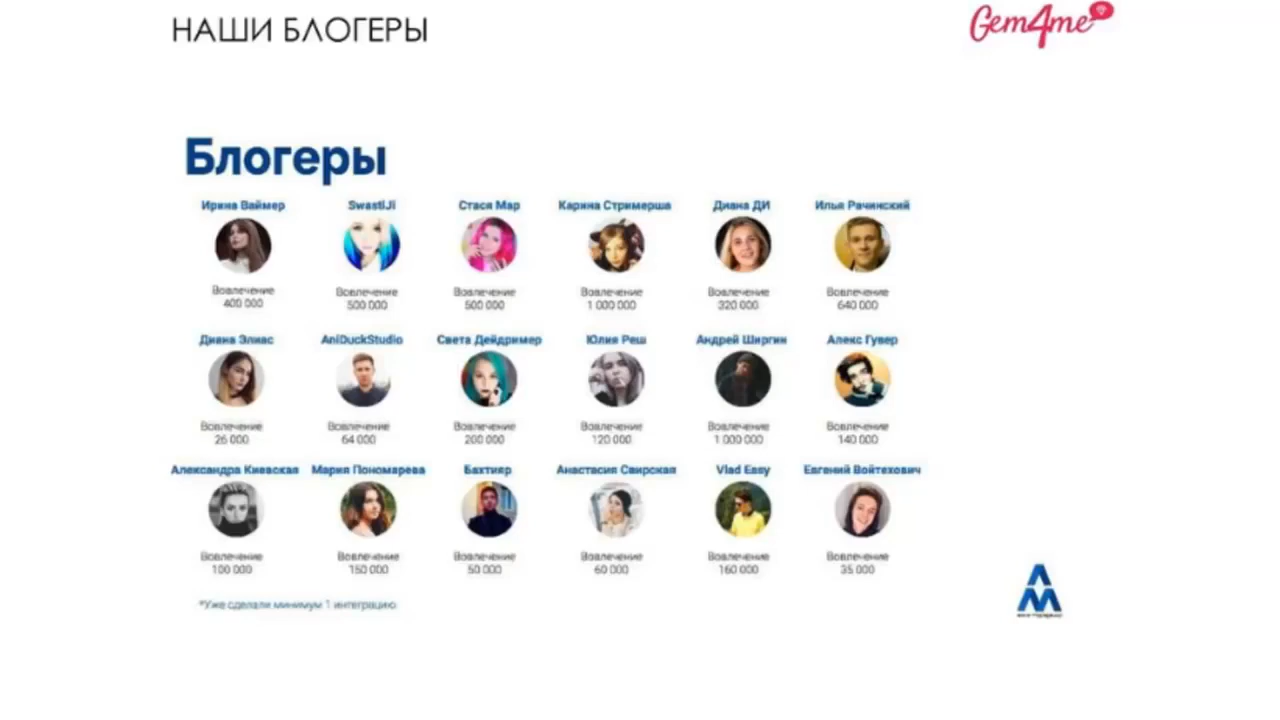 НАШИ БЛОГЕРЫ
Gem4me
Блогеры
Ирина Ваймер SwastiJi Стася Мар Карина Стримерша Диана ДИ Илья Рачинский
Вовлечение Вовлечение Вовлечение Вовлечение Вовлечение Вовлечение
400 000 500 000 500 000 1 000 000 320 000 640 000
Диана Элиас AniDuckStudio Света Дейдример Юлия Реш Андрей Ширгин Алекс Гувер
Вовлечение Вовлечение Вовлечение Вовлечение Вовлечение Вовлечение
26 000 64 000 200 000 120 000 1 000 000 140 000
Александра Киевская Мария Пономарева Бахтияр Анастасия Свирская Vlad Easy Евгений Войтехович
Вовлечение Вовлечение Вовлечение Вовлечение Вовлечение Вовлечение
100 000 150 000 50 000 60 000 160 000 35 000
*Уже сделали минимум 1 интеграцию
AM